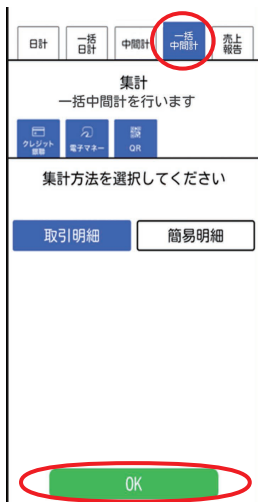 日計
一括
日計
中間計
一括
中間計
売上
報告
集計
一括中間計を行います
クレジット
銀聯
電子マネー
QR
集計方法を選択してください
取引明細
簡易明細
OK